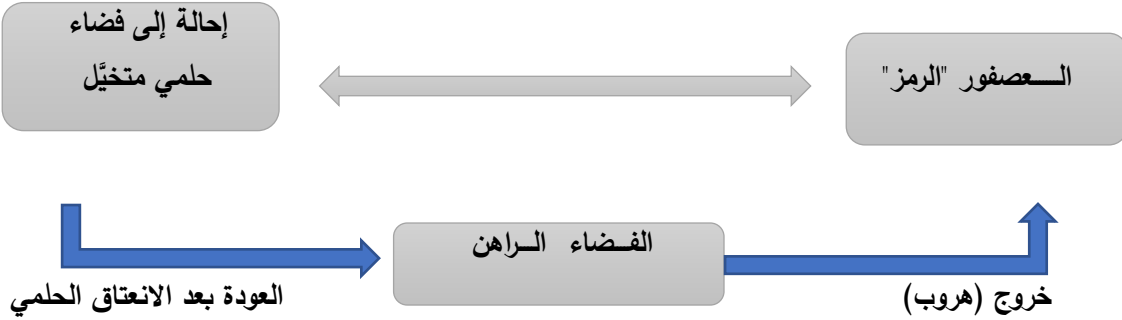 العصفور "الرمز"
إحالة إلى فضاء
حلمي متخيَّل
الفضاء الراهن
خروج (هروب)
العودة بعد الانعتاق الحلمي